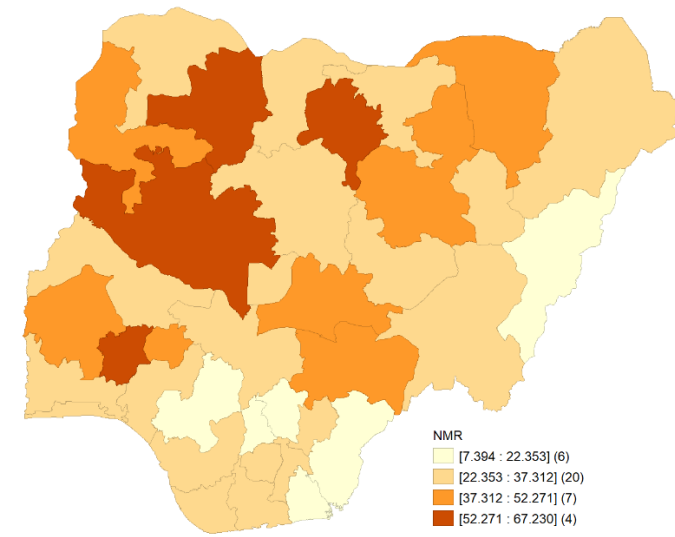 NMR
[7.394 : 22.353] (6)
[22.353 : 37.312] (20)
[37.312 : 52.271] (7)
[52.271 : 67.230] (4)